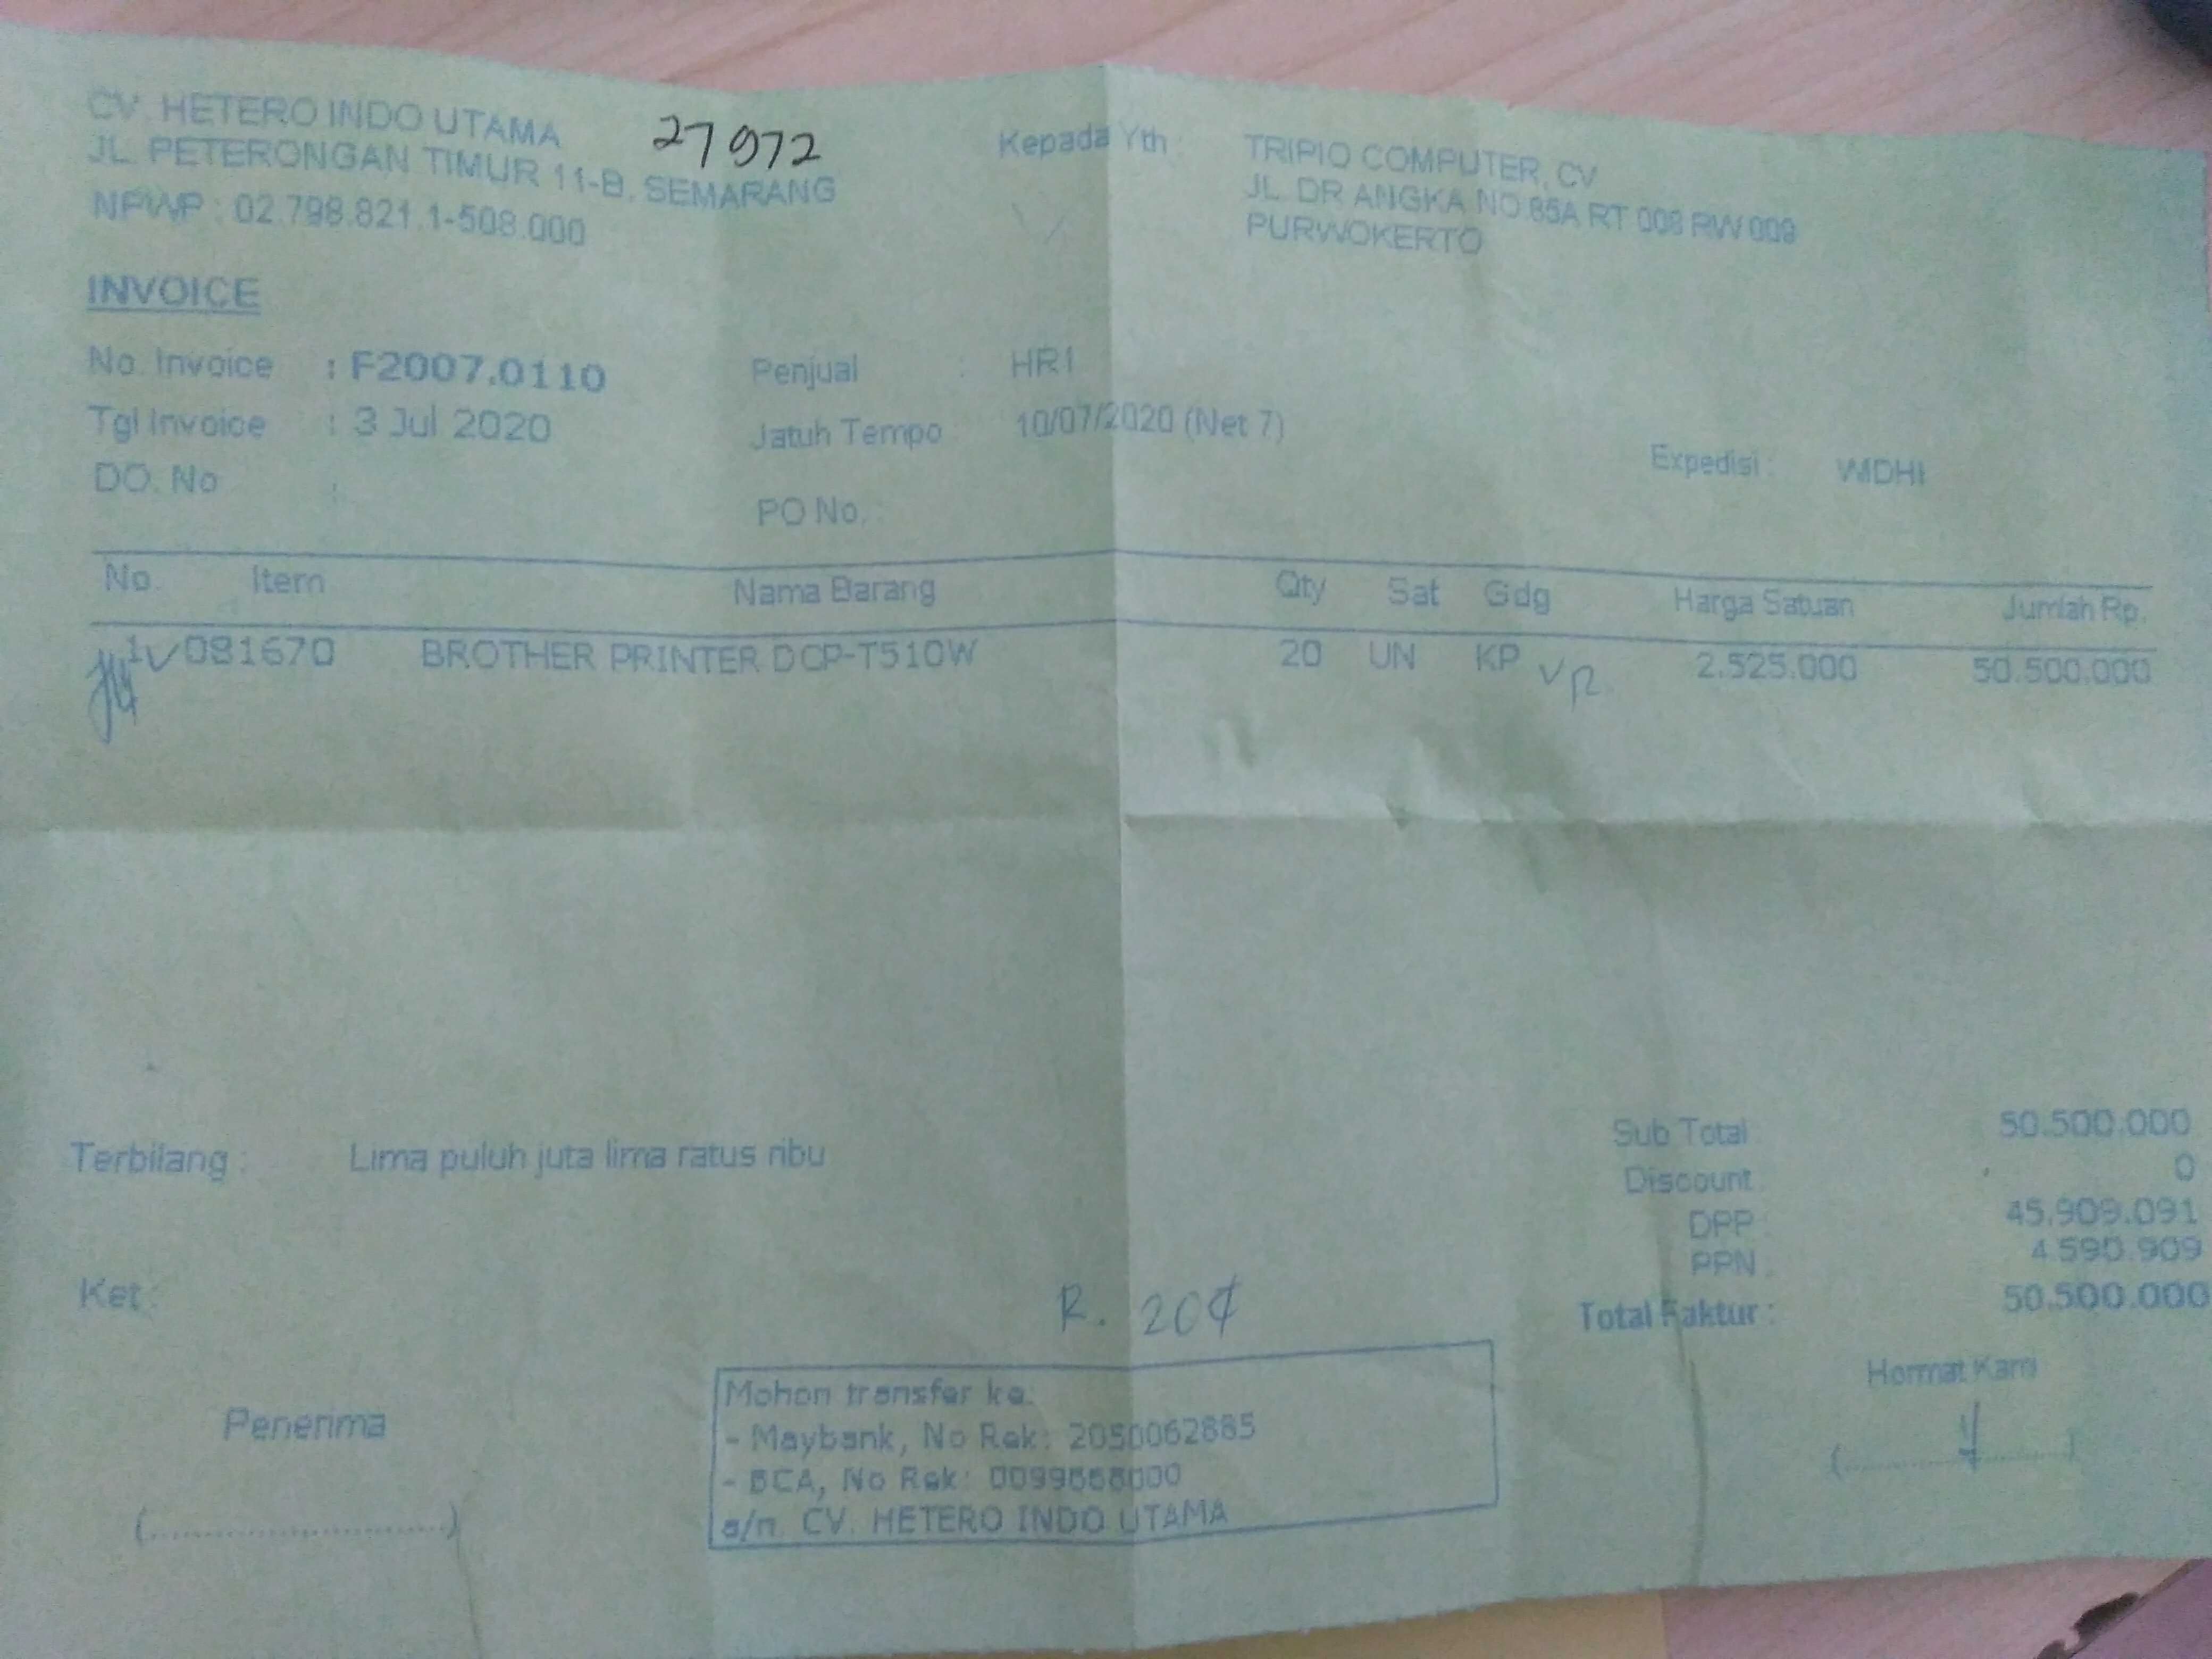 CV. HETERO INDO UTAMA
27972
JL. PETERONGAN TIMUR 11-B, SEMARANG
NPWP : 02.798.821.1-508.000
Kepada Yth :
TRIPIO COMPUTER, CV
JL. DR ANGKA NO 85A RT 008 RW 009
PURWOKERTO
INVOICE
No. Invoice : F2007.0110
Penjual : HR1
Tgl Invoice : 3 Jul 2020
Jatuh Tempo 10/07/2020 (Net 7)
DO. No :
PO No. :
Expedisi : WIDHI
No. Item Nama Barang Qty Sat Gdg Harga Satuan Jumlah Rp.
1 081670 BROTHER PRINTER DCP-T510W 20 UN KP 2.525.000 50.500.000
Terbilang : Lima puluh juta lima ratus ribu
Sub Total 50.500.000
Discount 0
DPP 45.909.091
PPN 4.590.909
Total Faktur : 50.500.000
Ket :
R. 20
Penerima
Mohon transfer ke:
- Maybank, No Rek: 2050062885
- BCA, No Rek:
a/n. CV. HETERO INDO UTAMA
Hormat Kami